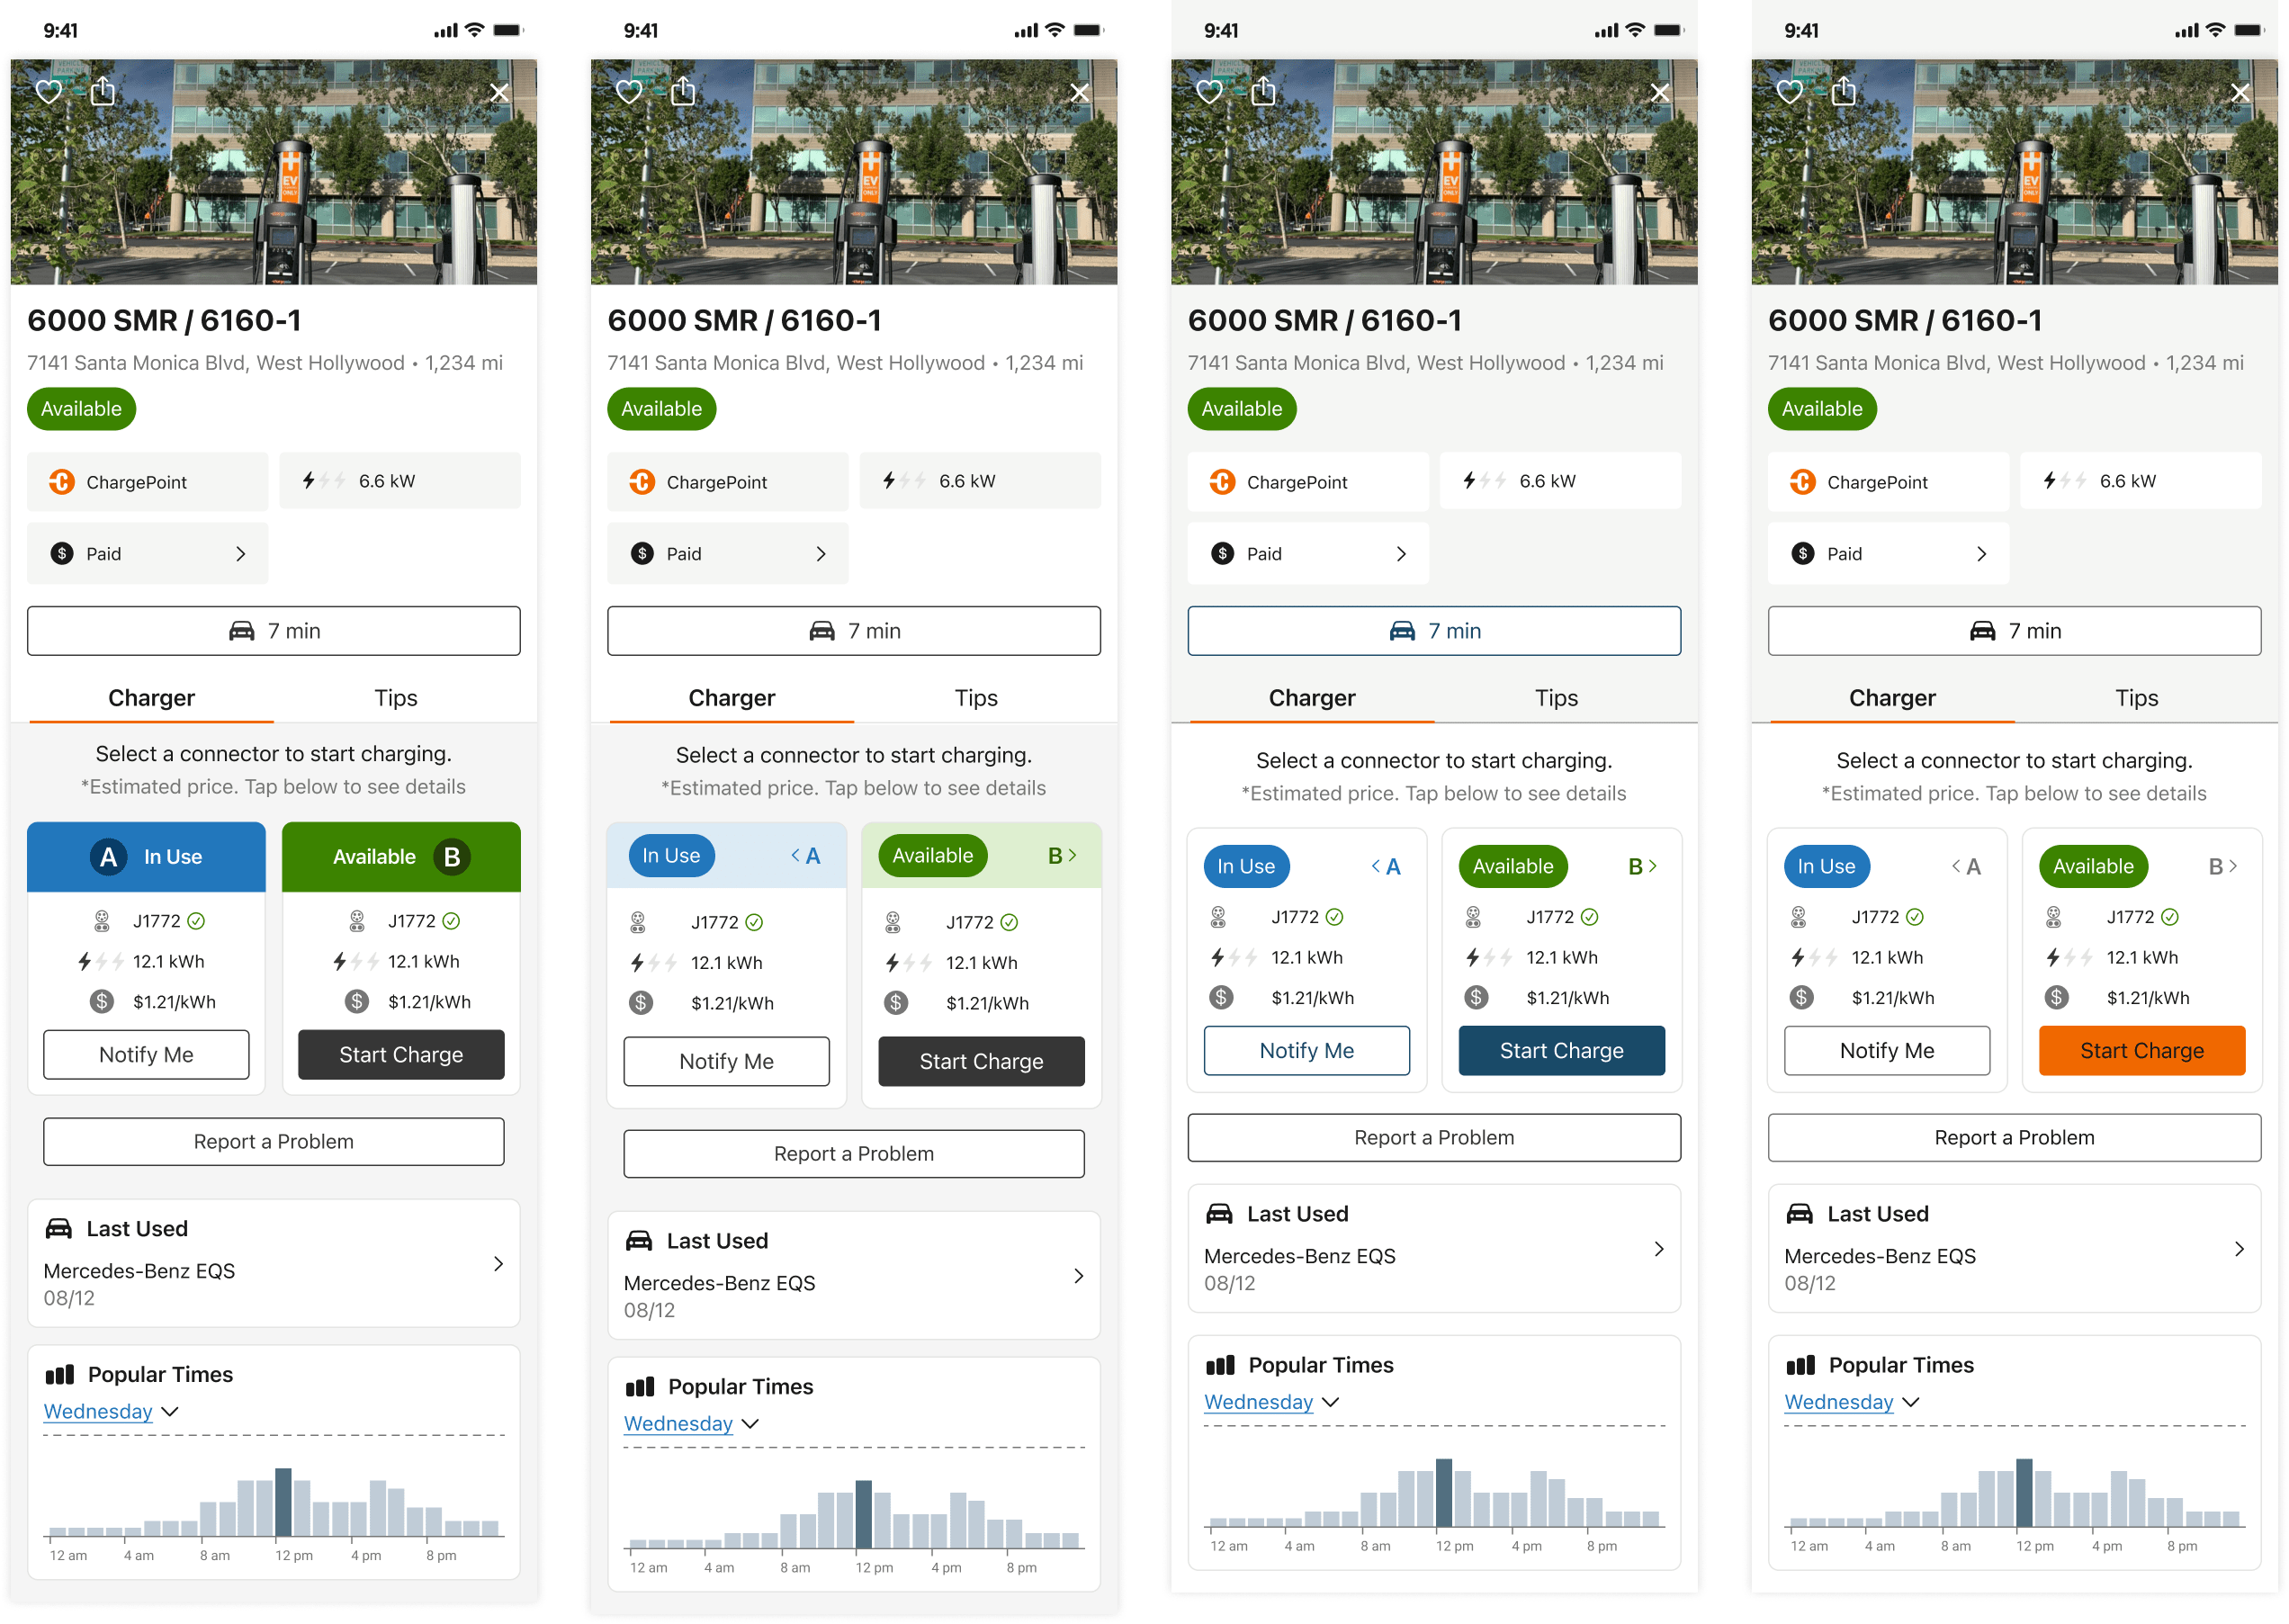 9:41
VEHICLE
PARKING
EV
ONLY
6000 SMR / 6160-1
7141 Santa Monica Blvd, West Hollywood • 1,234 mi
Available
ChargePoint
6.6 kW
$ Paid
7 min
Charger
Tips
Select a connector to start charging.
*Estimated price. Tap below to see details
A In Use
Available B
J1772
J1772
12.1 kWh
12.1 kWh
$ $1.21/kWh
$ $1.21/kWh
Notify Me
Start Charge
Report a Problem
Last Used
Mercedes-Benz EQS
08/12
Popular Times
Wednesday
12 am 4 am 8 am 12 pm 4 pm 8 pm
9:41
VEHICLE
PARKING
EV
ONLY
6000 SMR / 6160-1
7141 Santa Monica Blvd, West Hollywood • 1,234 mi
Available
ChargePoint
6.6 kW
$ Paid
7 min
Charger
Tips
Select a connector to start charging.
*Estimated price. Tap below to see details
In Use < A
Available B >
J1772
J1772
12.1 kWh
12.1 kWh
$ $1.21/kWh
$ $1.21/kWh
Notify Me
Start Charge
Report a Problem
Last Used
Mercedes-Benz EQS
08/12
Popular Times
Wednesday
12 am 4 am 8 am 12 pm 4 pm 8 pm
9:41
VEHICLE
PARKING
EV
ONLY
6000 SMR / 6160-1
7141 Santa Monica Blvd, West Hollywood • 1,234 mi
Available
ChargePoint
6.6 kW
$ Paid
7 min
Charger
Tips
Select a connector to start charging.
*Estimated price. Tap below to see details
In Use < A
Available B >
J1772
J1772
12.1 kWh
12.1 kWh
$ $1.21/kWh
$ $1.21/kWh
Notify Me
Start Charge
Report a Problem
Last Used
Mercedes-Benz EQS
08/12
Popular Times
Wednesday
12 am 4 am 8 am 12 pm 4 pm 8 pm
9:41
VEHICLE
PARKING
EV
ONLY
6000 SMR / 6160-1
7141 Santa Monica Blvd, West Hollywood • 1,234 mi
Available
ChargePoint
6.6 kW
$ Paid
7 min
Charger
Tips
Select a connector to start charging.
*Estimated price. Tap below to see details
In Use < A
Available B >
J1772
J1772
12.1 kWh
12.1 kWh
$ $1.21/kWh
$ $1.21/kWh
Notify Me
Start Charge
Report a Problem
Last Used
Mercedes-Benz EQS
08/12
Popular Times
Wednesday
12 am 4 am 8 am 12 pm 4 pm 8 pm